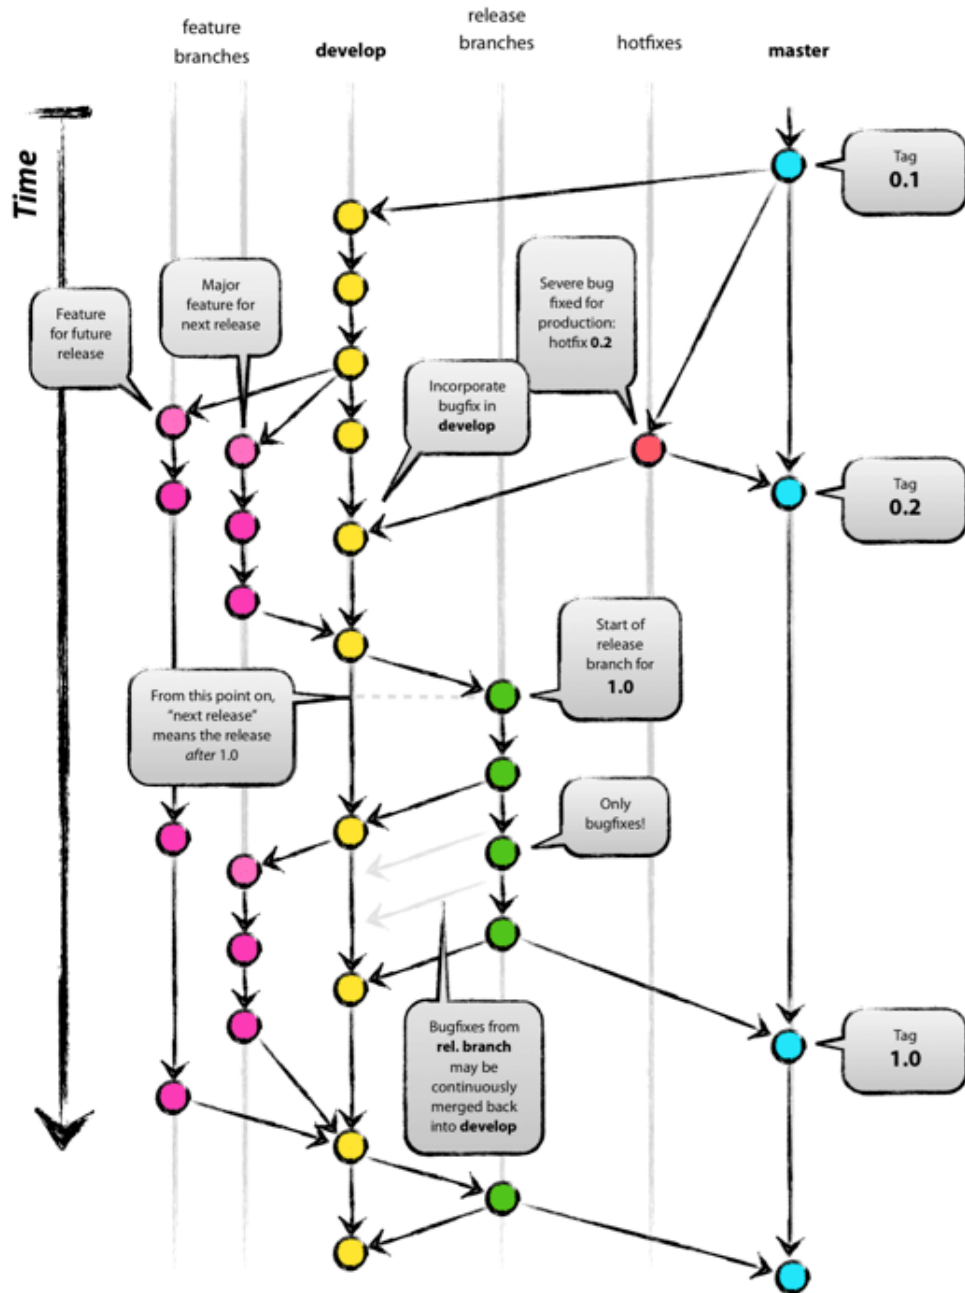 feature
branches
develop
release
branches
hotfixes
master
Time
Tag
0.1
Major
feature for
next release
Feature
for future
release
Severe bug
fixed for
production:
hotfix 0.2
Incorporate
bugfix in
develop
Tag
0.2
Start of
release
branch for
1.0
From this point on,
“next release”
means the release
after 1.0
Only
bugfixes!
Bugfixes from
rel. branch
may be
continuously
merged back
into develop
Tag
1.0